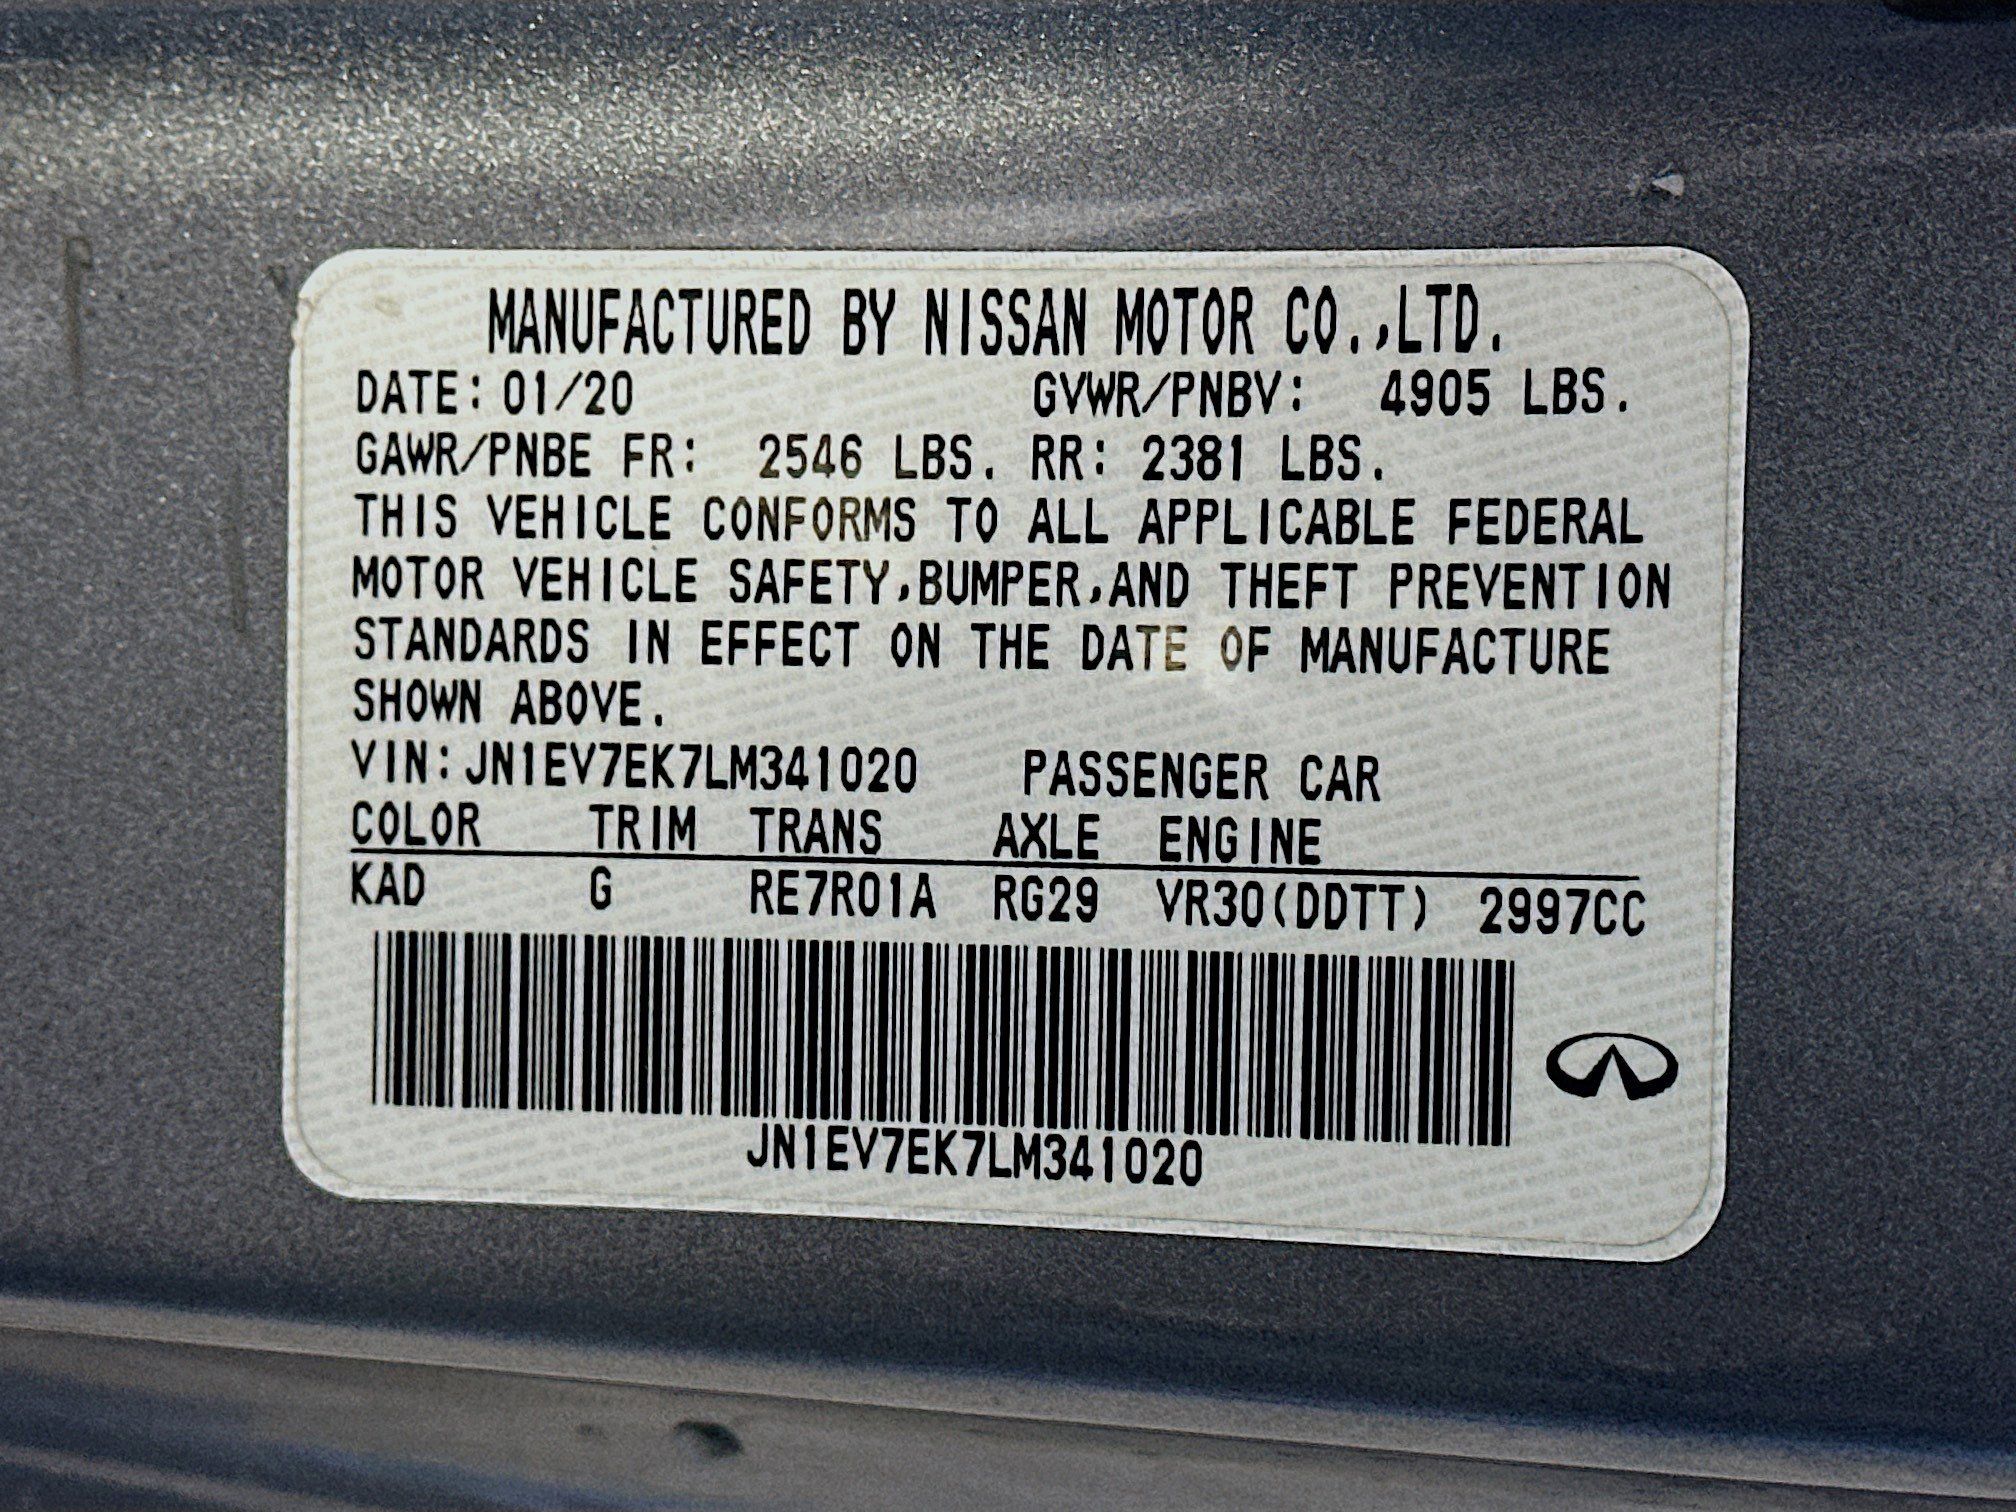 MANUFACTURED BY NISSAN MOTOR CO.,LTD.
DATE: 01/20 GVWR/PNBV: 4905 LBS.
GAWR/PNBE FR: 2546 LBS. RR: 2381 LBS.
THIS VEHICLE CONFORMS TO ALL APPLICABLE FEDERAL
MOTOR VEHICLE SAFETY,BUMPER,AND THEFT PREVENTION
STANDARDS IN EFFECT ON THE DATE OF MANUFACTURE
SHOWN ABOVE.
VIN:JN1EV7EK7LM341020 PASSENGER CAR
COLOR TRIM TRANS AXLE ENGINE
KAD G RE7R01A RG29 VR30(DDTT) 2997CC
JN1EV7EK7LM341020